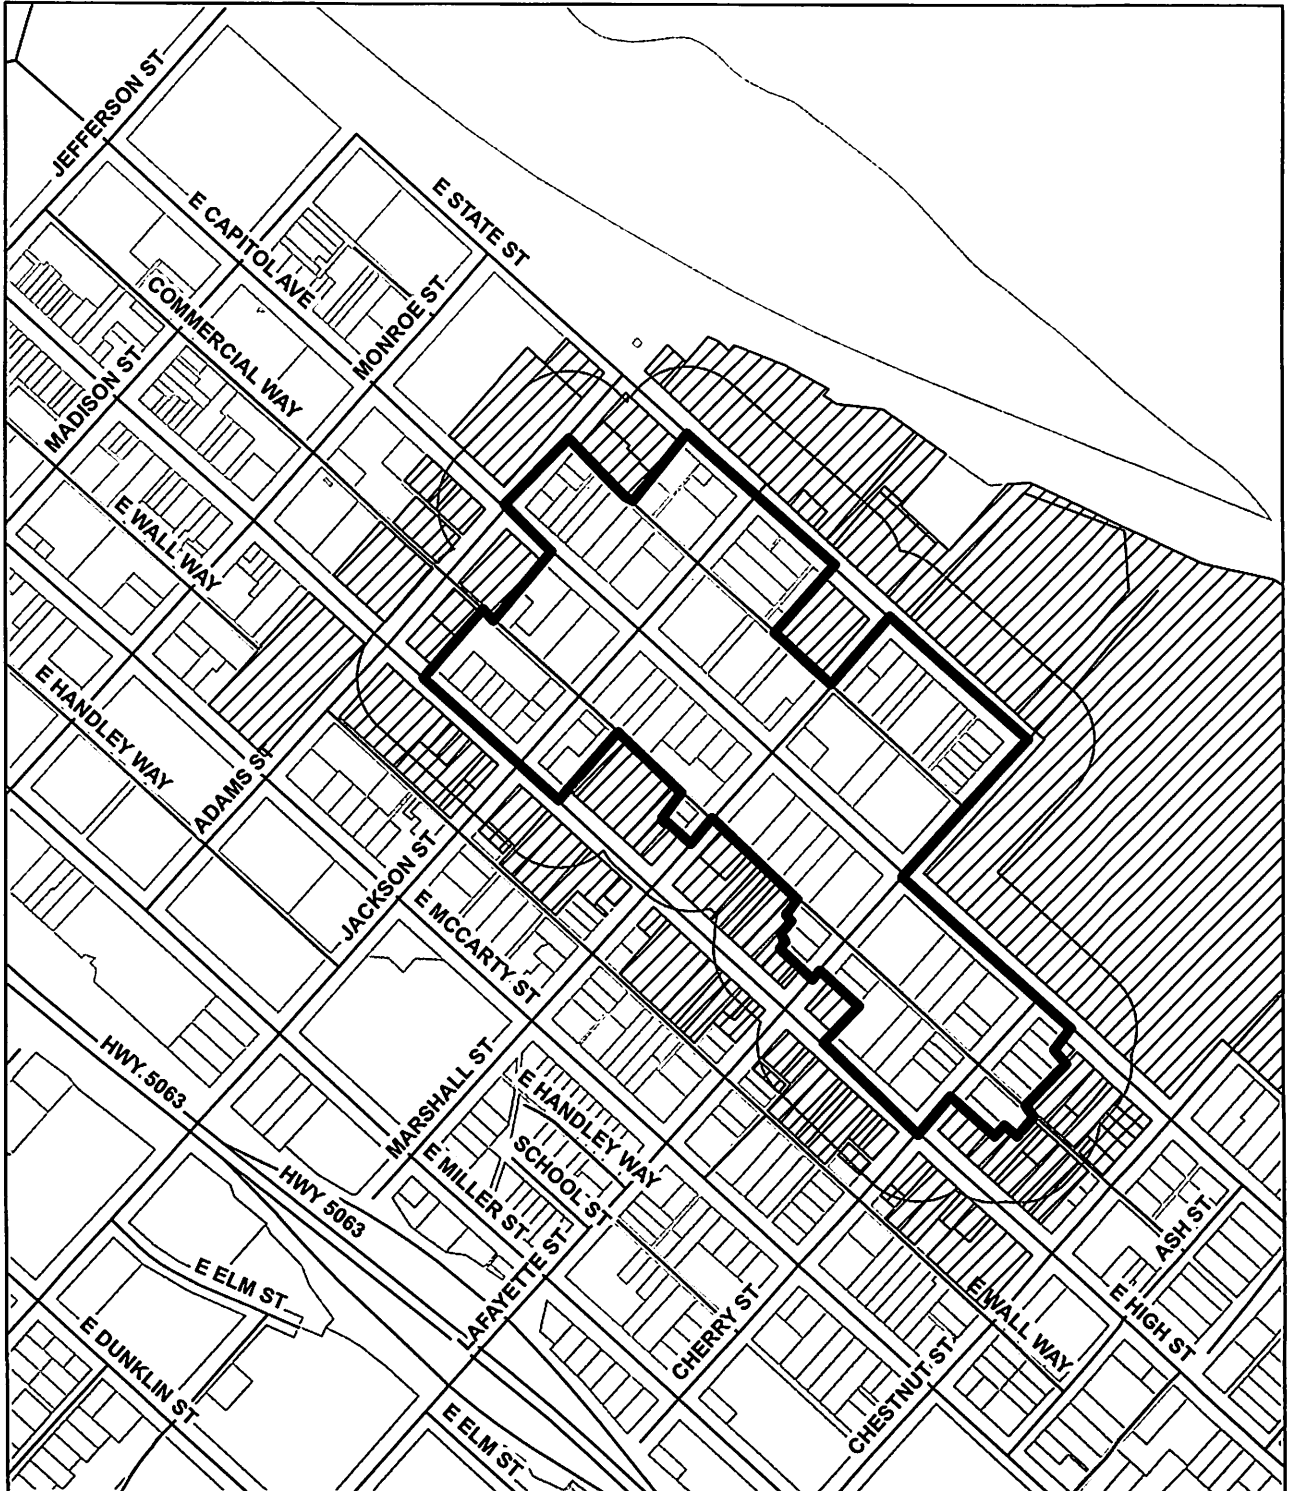 JEFFERSON ST
E STATE ST
E CAPITOL AVE
COMMERCIAL WAY
MONROE ST
MADISON ST
E WALL WAY
E HANDLEY WAY
ADAMS ST
JACKSON ST
E MCCARTY ST
HWY. 5063
MARSHALL ST
E HANDLEY WAY
SCHOOL ST
E MILLER ST
HWY 5063
LAFAYETTE ST
ASH ST
E ELM ST
E WALL WAY
E HIGH ST
CHERRY ST
E DUNKLIN ST
CHESTNUT ST
E ELM ST